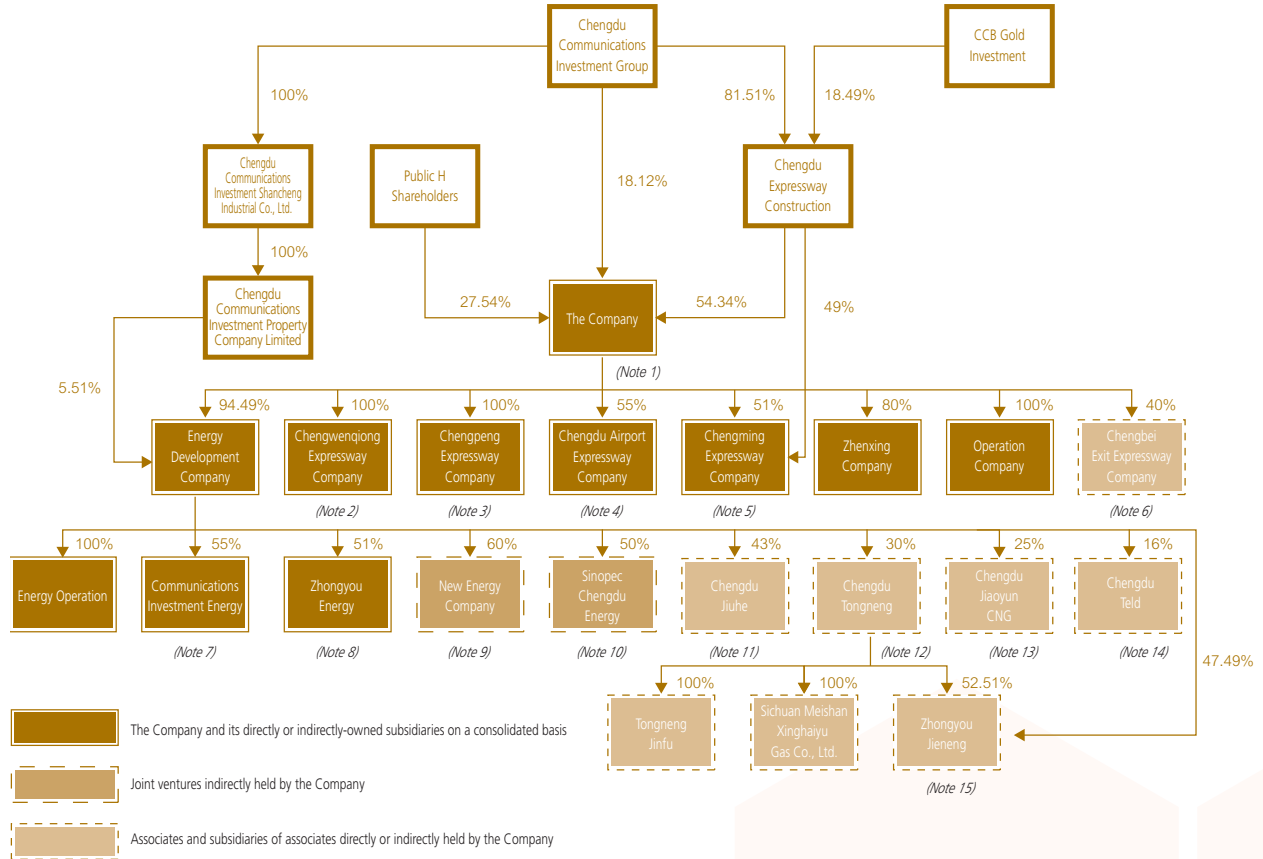 Chengdu
Communications
Investment Group
CCB Gold
Investment
100%
81.51%
18.49%
Chengdu
Communications
Investment Shancheng
Industrial Co., Ltd.
Public H
Shareholders
18.12%
Chengdu
Expressway
Construction
100%
Chengdu
Communications
Investment Property
Company Limited
27.54%
The Company
54.34%
49%
(Note 1)
5.51%
94.49%
100%
100%
55%
51%
80%
100%
40%
Energy
Development
Company
Chengwenqiong
Expressway
Company
Chengpeng
Expressway
Company
Chengdu Airport
Expressway
Company
Chengming
Expressway
Company
Zhenxing
Company
Operation
Company
Chengbei
Exit Expressway
Company
(Note 2)
(Note 3)
(Note 4)
(Note 5)
(Note 6)
100%
55%
51%
60%
50%
43%
30%
25%
16%
Energy Operation
Communications
Investment Energy
Zhongyou
Energy
New Energy
Company
Sinopec
Chengdu
Energy
Chengdu
Jiuhe
Chengdu
Tongneng
Chengdu
Jiaoyun
CNG
Chengdu
Teld
(Note 7)
(Note 8)
(Note 9)
(Note 10)
(Note 11)
(Note 12)
(Note 13)
(Note 14)
47.49%
100%
100%
52.51%
Tongneng
Jinfu
Sichuan Meishan
Xinghaiyu
Gas Co., Ltd.
Zhongyou
Jieneng
(Note 15)
The Company and its directly or indirectly-owned subsidiaries on a consolidated basis
Joint ventures indirectly held by the Company
Associates and subsidiaries of associates directly or indirectly held by the Company